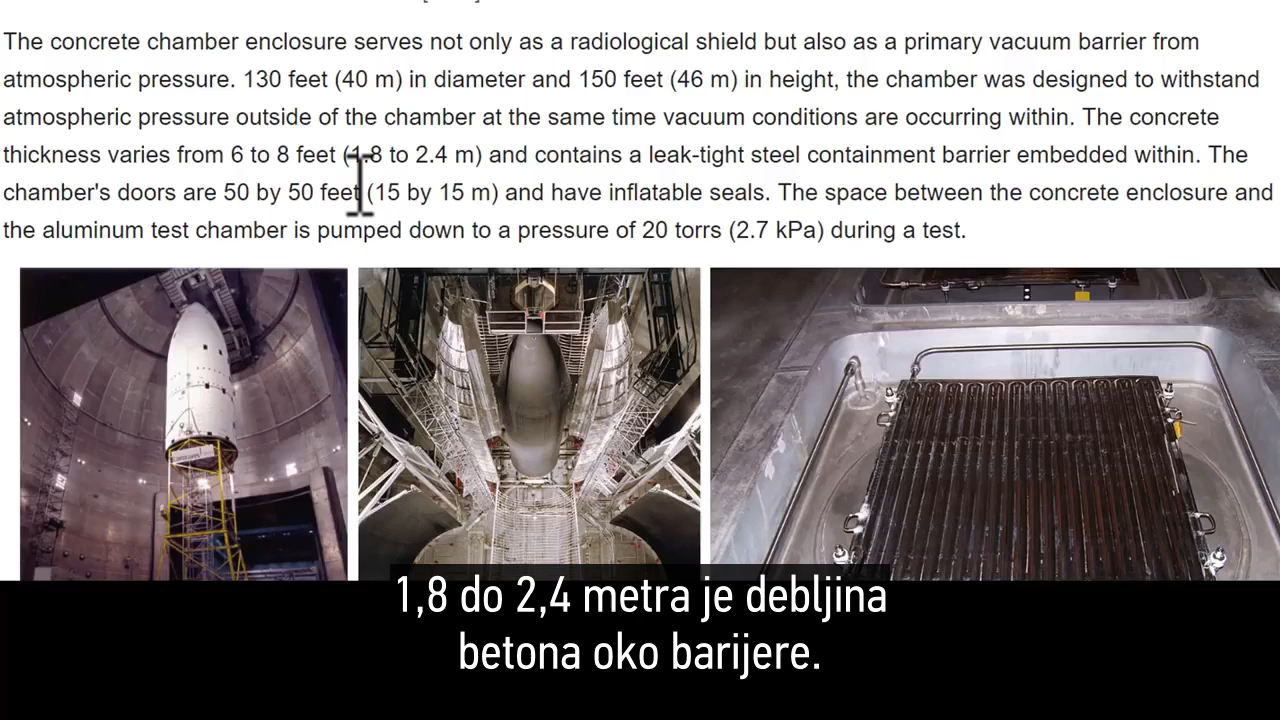 The concrete chamber enclosure serves not only as a radiological shield but also as a primary vacuum barrier from
atmospheric pressure. 130 feet (40 m) in diameter and 150 feet (46 m) in height, the chamber was designed to withstand
atmospheric pressure outside of the chamber at the same time vacuum conditions are occurring within. The concrete
thickness varies from 6 to 8 feet (1.8 to 2.4 m) and contains a leak-tight steel containment barrier embedded within. The
chamber's doors are 50 by 50 feet (15 by 15 m) and have inflatable seals. The space between the concrete enclosure and
the aluminum test chamber is pumped down to a pressure of 20 torrs (2.7 kPa) during a test.
1,8 do 2,4 metra je debljina
betona oko barijere.